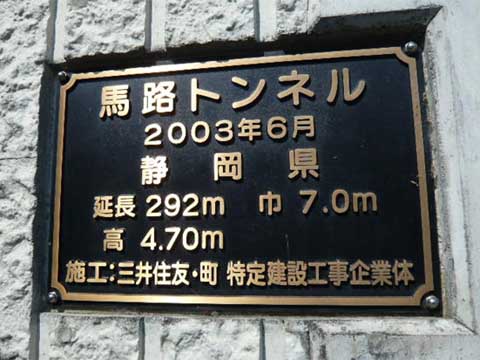 馬路トンネル
2003年6月
静岡県
延長 292m 巾 7.0m
高 4.70m
施工:三井住友・町 特定建設工事企業体